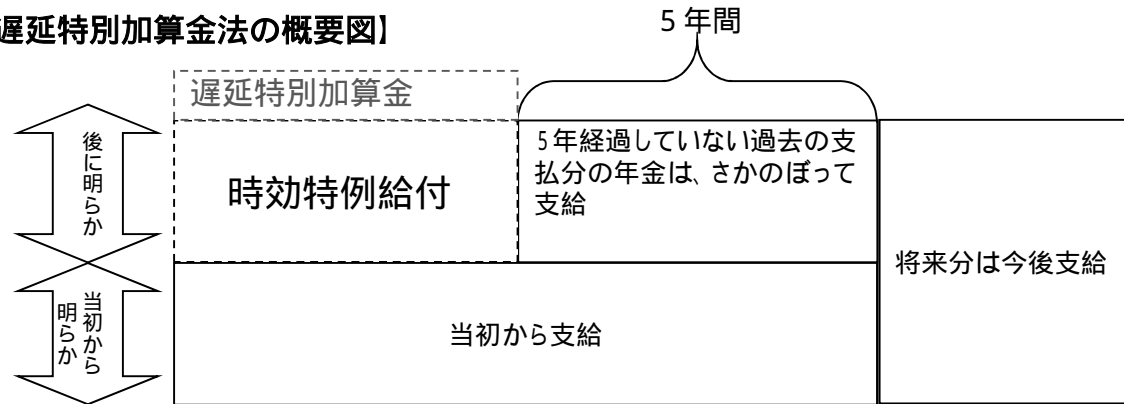 遅延特別加算金法の概要図】
5年間
遅延特別加算金
後に明らか
時効特例給付
5年経過していない過去の支
払分の年金は、さかのぼって
支給
将来分は今後支給
当初から
明らか
当初から支給